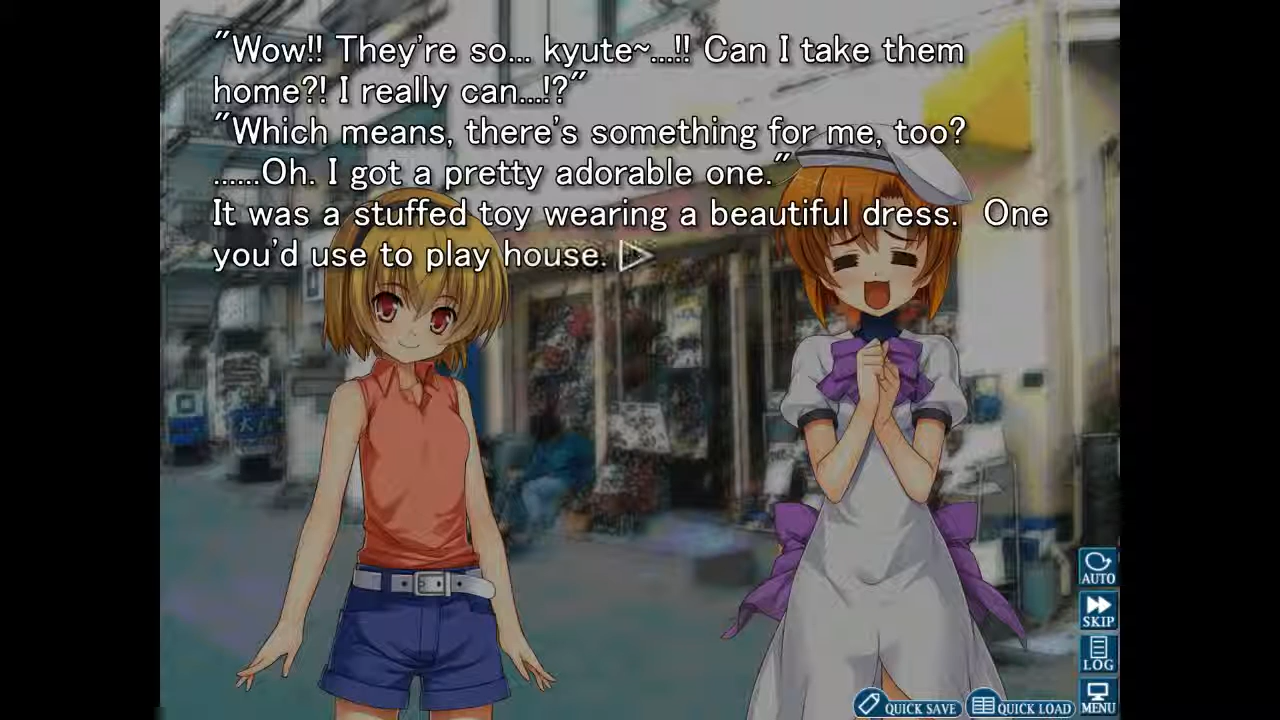 "Wow!! They're so... kyute~...!! Can I take them
home?! I really can...!?"
"Which means, there's something for me, too?
......Oh. I got a pretty adorable one."
It was a stuffed toy wearing a beautiful dress. One
you'd use to play house.
AUTO
SKIP
LOG
QUICK SAVE
QUICK LOAD
MENU